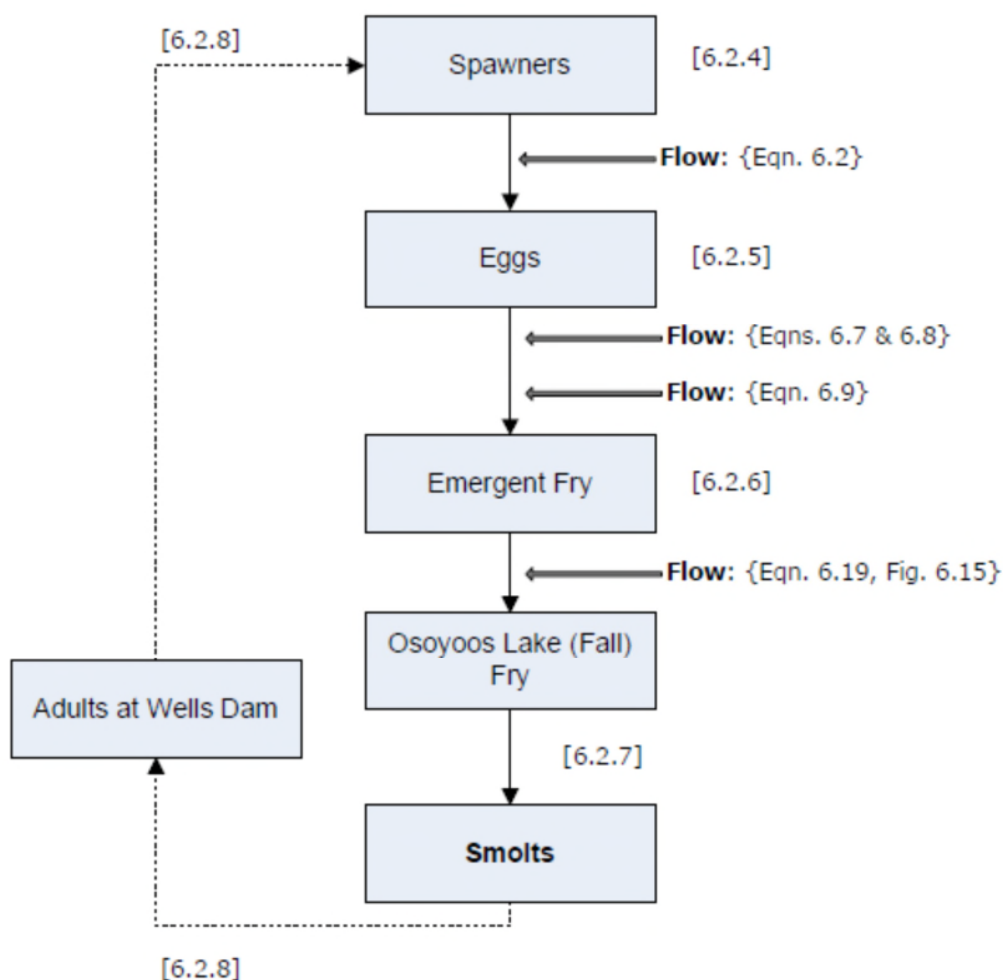 [6.2.8]
Spawners
[6.2.4]
Flow: {Eqn. 6.2}
Eggs
[6.2.5]
Flow: {Eqns. 6.7 & 6.8}
Flow: {Eqn. 6.9}
Emergent Fry
[6.2.6]
Flow: {Eqn. 6.19, Fig. 6.15}
Osoyoos Lake (Fall)
Fry
Adults at Wells Dam
[6.2.7]
Smolts
[6.2.8]